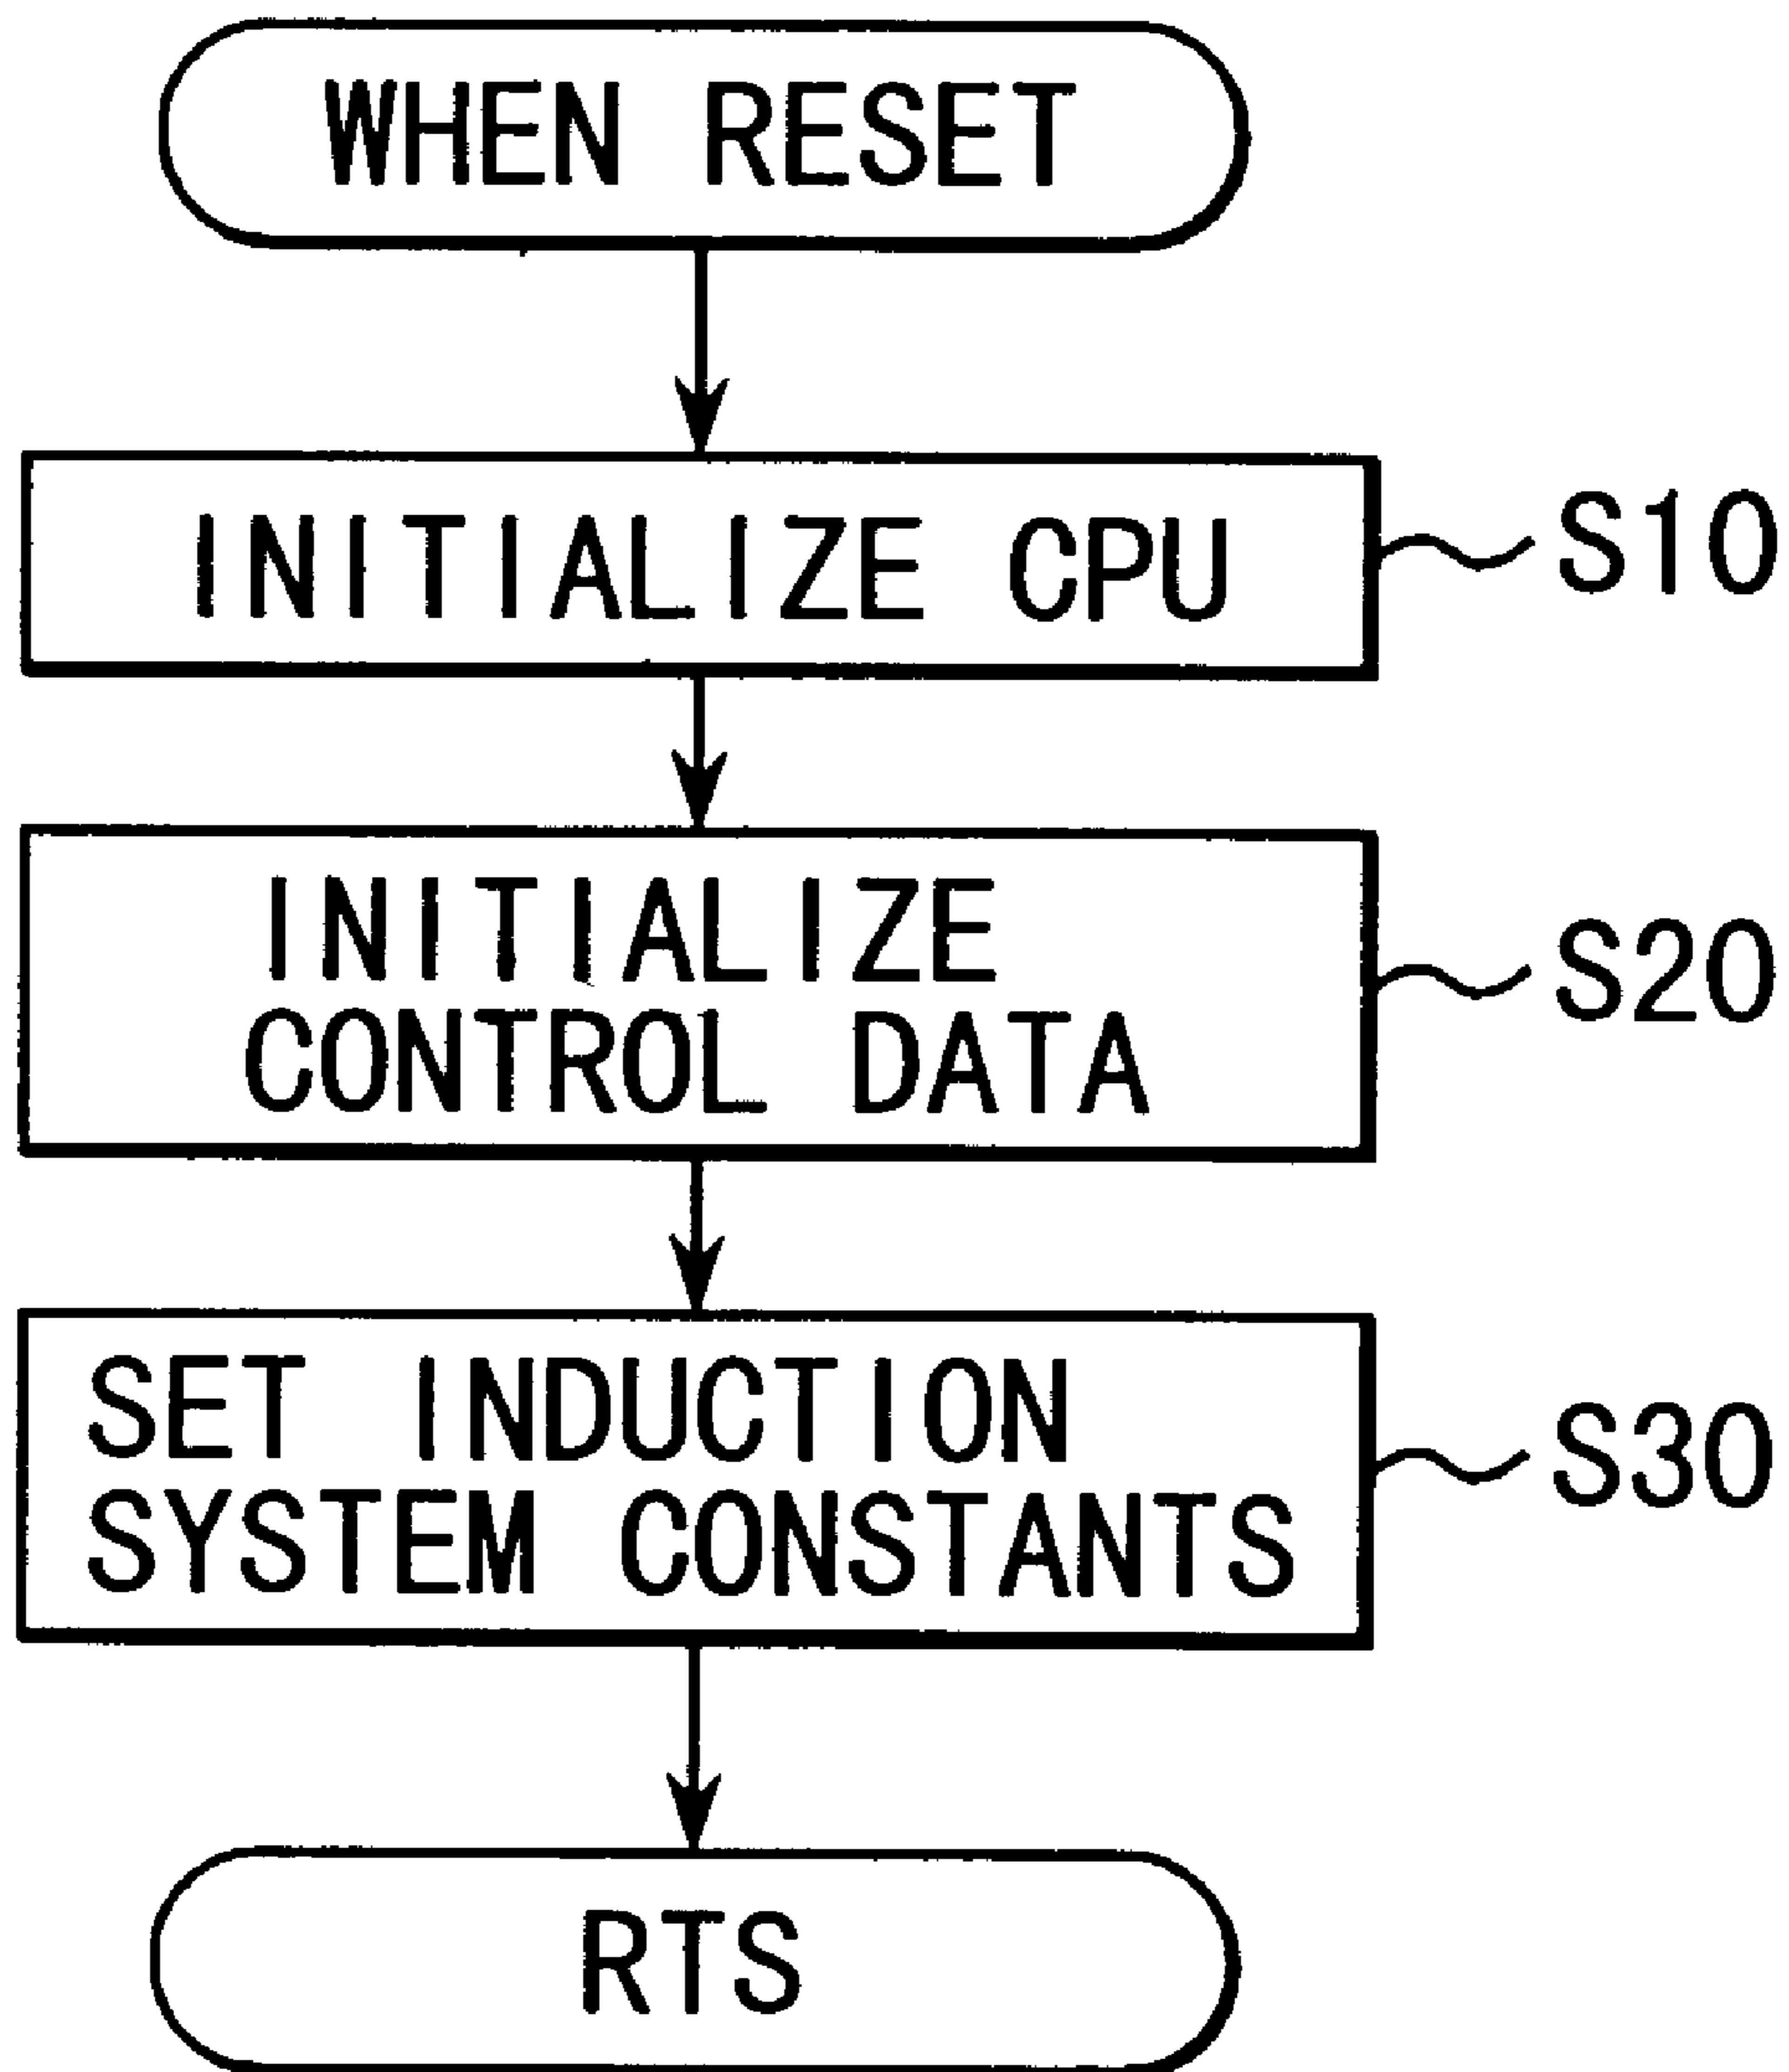 WHEN RESET
INITIALIZE CPU
S10
INITIALIZE
CONTROL DATA
S20
SET INDUCTION
SYSTEM CONSTANTS
S30
RTS